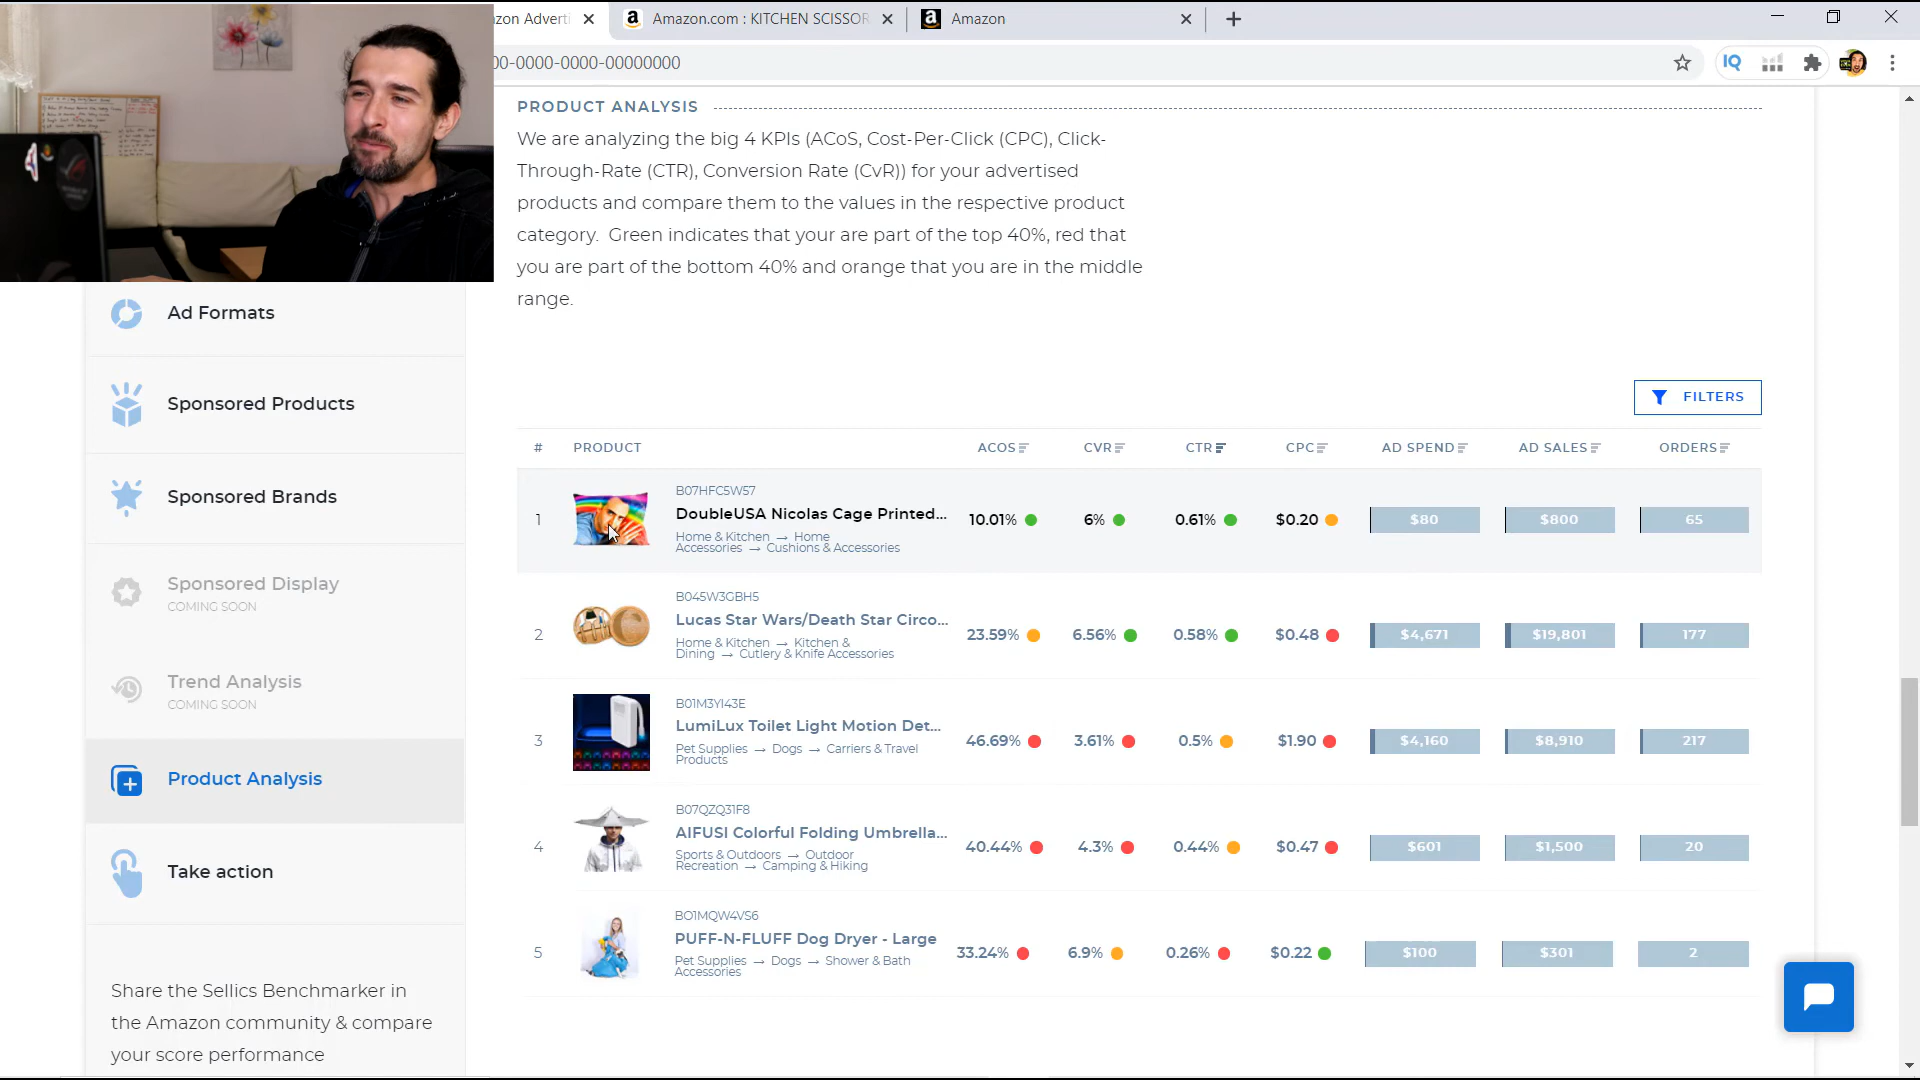 zon Adverti
Amazon.com : KITCHEN SCISSOR
Amazon
00-0000-0000-00000000
IQ
PRODUCT ANALYSIS
We are analyzing the big 4 KPIs (ACoS, Cost-Per-Click (CPC), Click-
Through-Rate (CTR), Conversion Rate (CvR)) for your advertised
products and compare them to the values in the respective product
category. Green indicates that your are part of the top 40%, red that
you are part of the bottom 40% and orange that you are in the middle
range.
Ad Formats
Sponsored Products
Sponsored Brands
Sponsored Display
COMING SOON
Trend Analysis
COMING SOON
Product Analysis
Take action
Share the Sellics Benchmarker in
the Amazon community & compare
your score performance
FILTERS
# PRODUCT ACOS CVR CTR CPC AD SPEND AD SALES ORDERS
B07HFC5W57
1 DoubleUSA Nicolas Cage Printed... 10.01% 6% 0.61% $0.20 $80 $800 65
Home & Kitchen → Home
Accessories → Cushions & Accessories
B045W3GBH5
2 Lucas Star Wars/Death Star Circo... 23.59% 6.56% 0.58% $0.48 $4,671 $19,801 177
Home & Kitchen → Kitchen &
Dining → Cutlery & Knife Accessories
B01M3YI43E
3 LumiLux Toilet Light Motion Det... 46.69% 3.61% 0.5% $1.90 $4,160 $8,910 217
Pet Supplies → Dogs → Carriers & Travel
Products
B07QZQ31F8
4 AIFUSI Colorful Folding Umbrella... 40.44% 4.3% 0.44% $0.47 $601 $1,500 20
Sports & Outdoors → Outdoor
Recreation → Camping & Hiking
BO1MQW4VS6
5 PUFF-N-FLUFF Dog Dryer - Large 33.24% 6.9% 0.26% $0.22 $100 $301 2
Pet Supplies → Dogs → Shower & Bath
Accessories